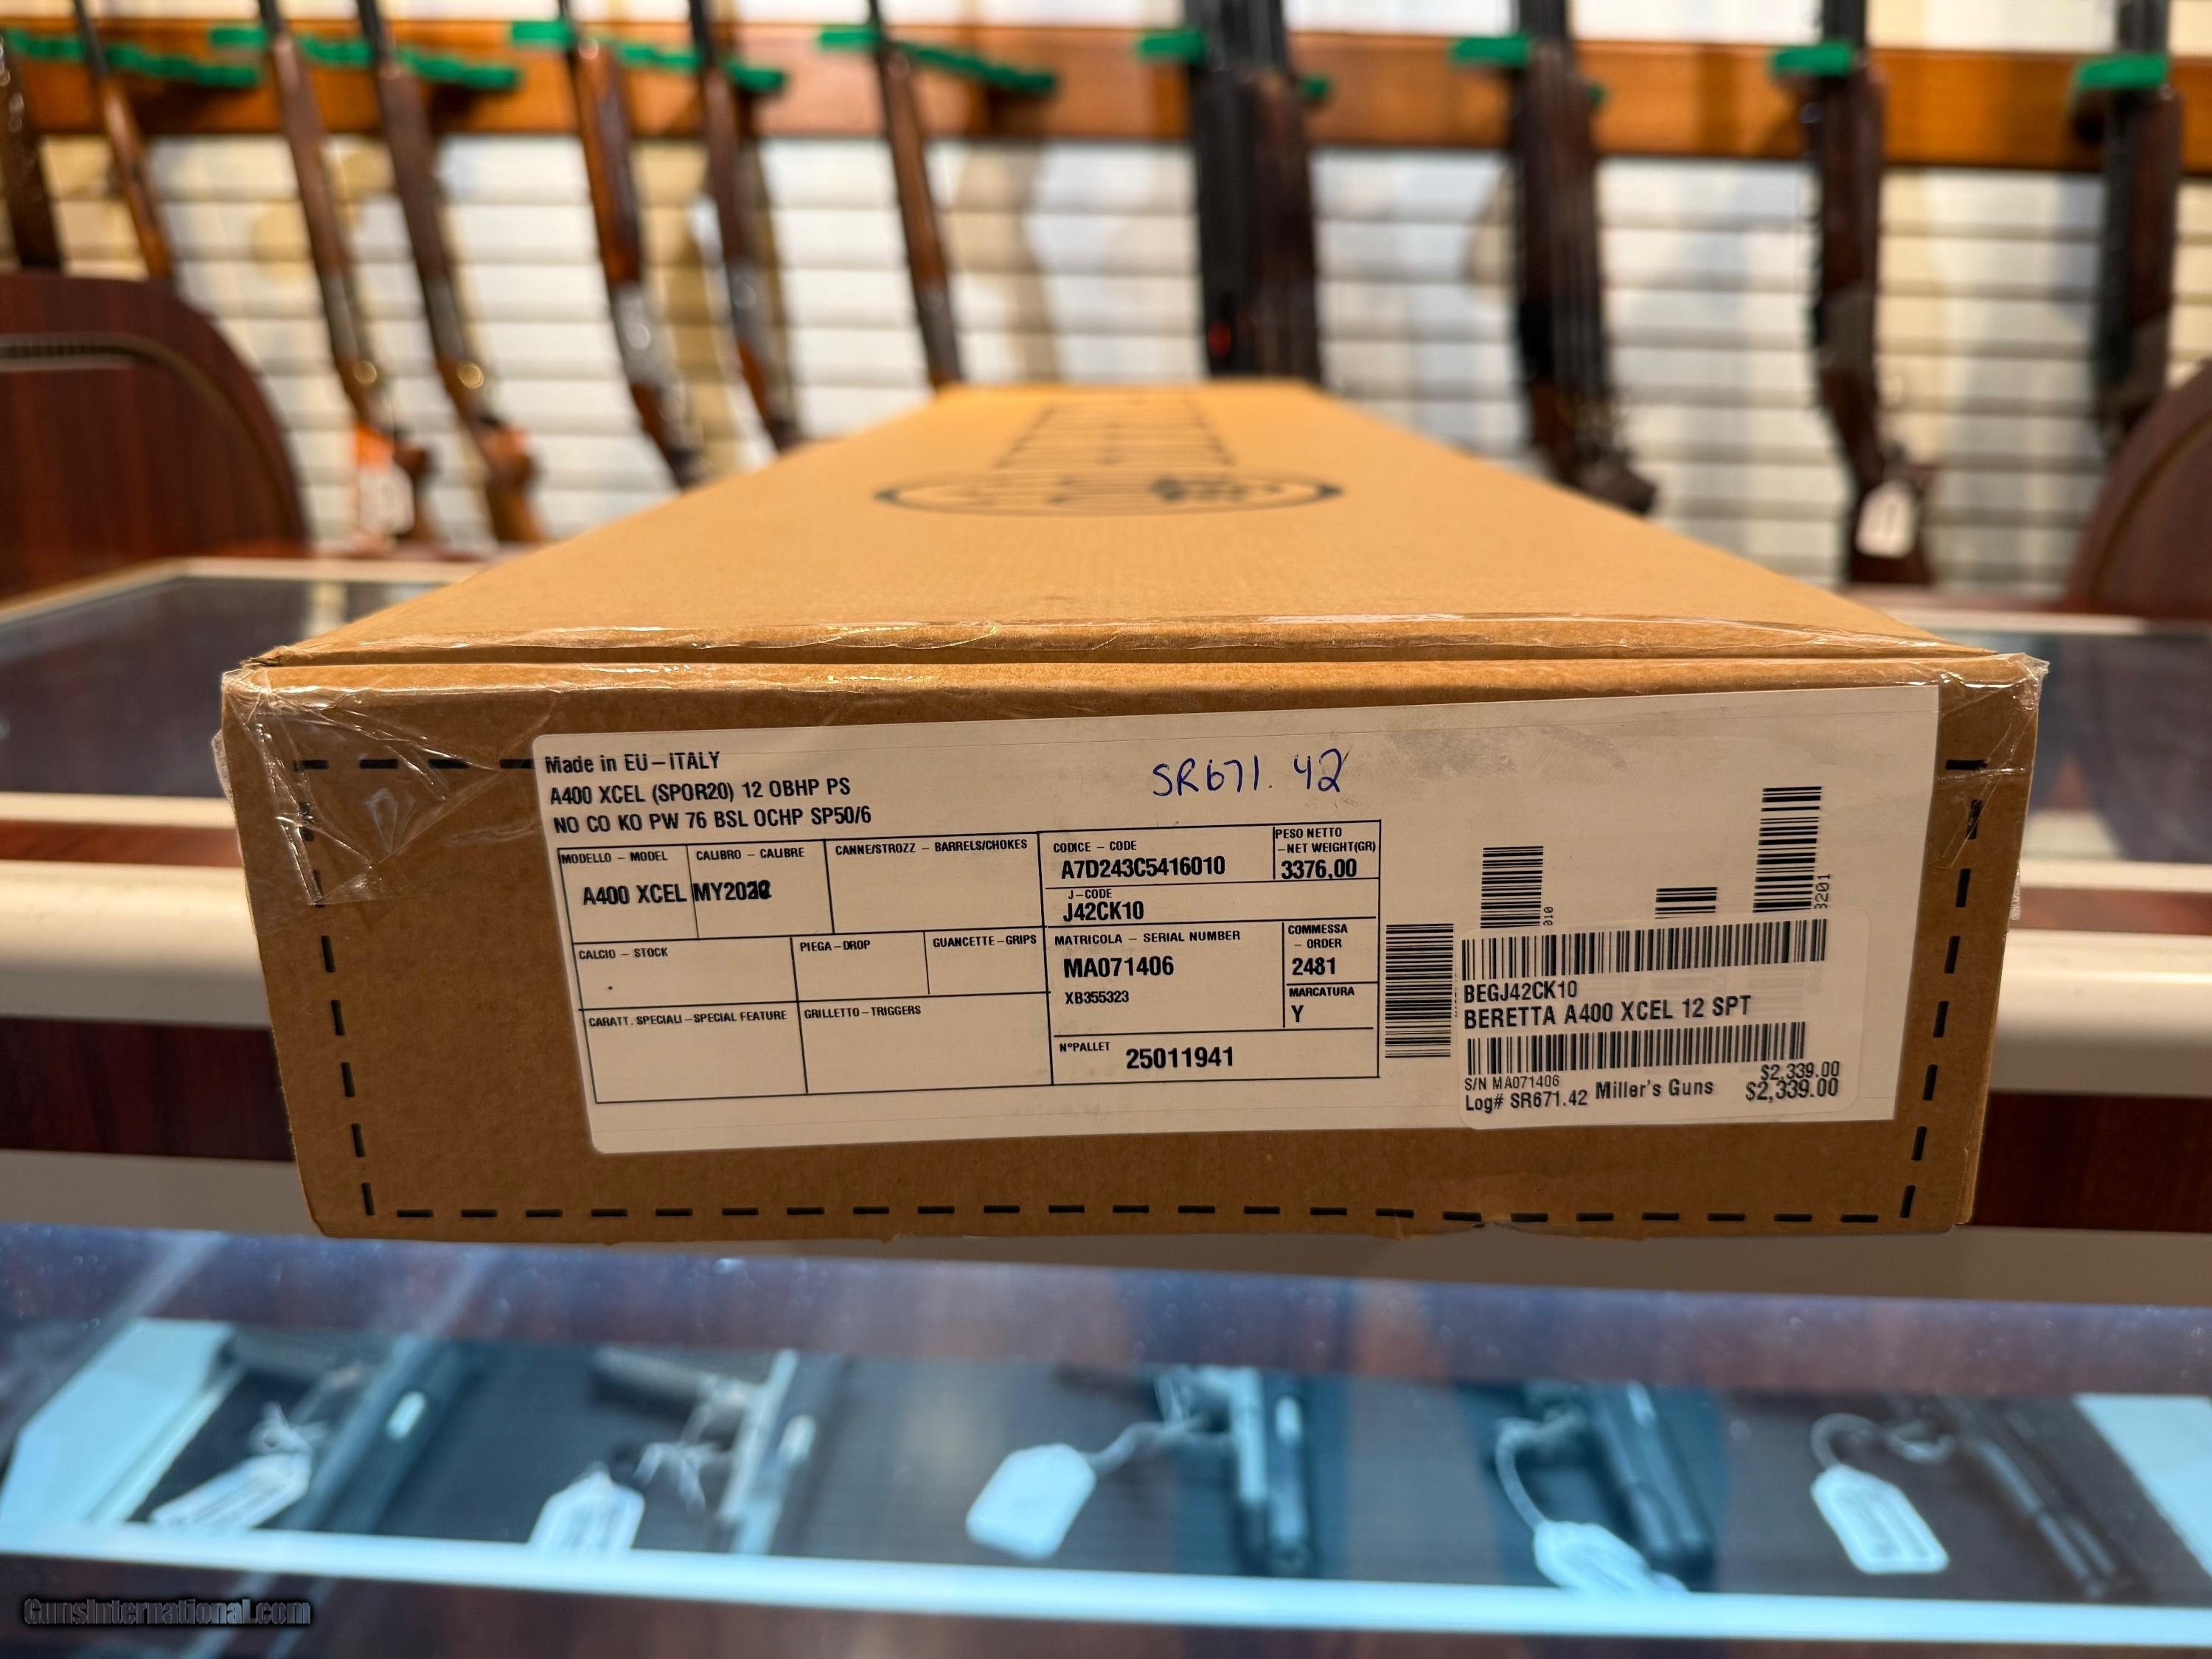 Made in EU-ITALY
A400 XCEL (SPOR20) 12 OBHP PS
NO CO KO PW 76 BSL OCHP SP50/6
SR671.42
MODELLO - MODEL
A400 XCEL
CALIBRO - CALIBRE
CANNE/STROZZ - BARRELS/CHOKES
CODICE - CODE
A7D243C5416010
PESO NETTO
-NET WEIGHT(GR)
3376,00
J-CODE
J42CK10
CALCIO - STOCK
PIEGA-DROP
GUANCETTE-GRIPS
MATRICOLA - SERIAL NUMBER
MA071406
XB355323
COMMESSA
- ORDER
2481
MARCATURA
Y
CARATT. SPECIALI-SPECIAL FEATURE
GRILLETTO-TRIGGERS
N°PALLET
25011941
010
3201
BEGJ42CK10
BERETTA A400 XCEL 12 SPT
S/N MA071406
$2,339.00
Log# SR671.42 Miller's Guns $2,339.00
GunsInternational.com